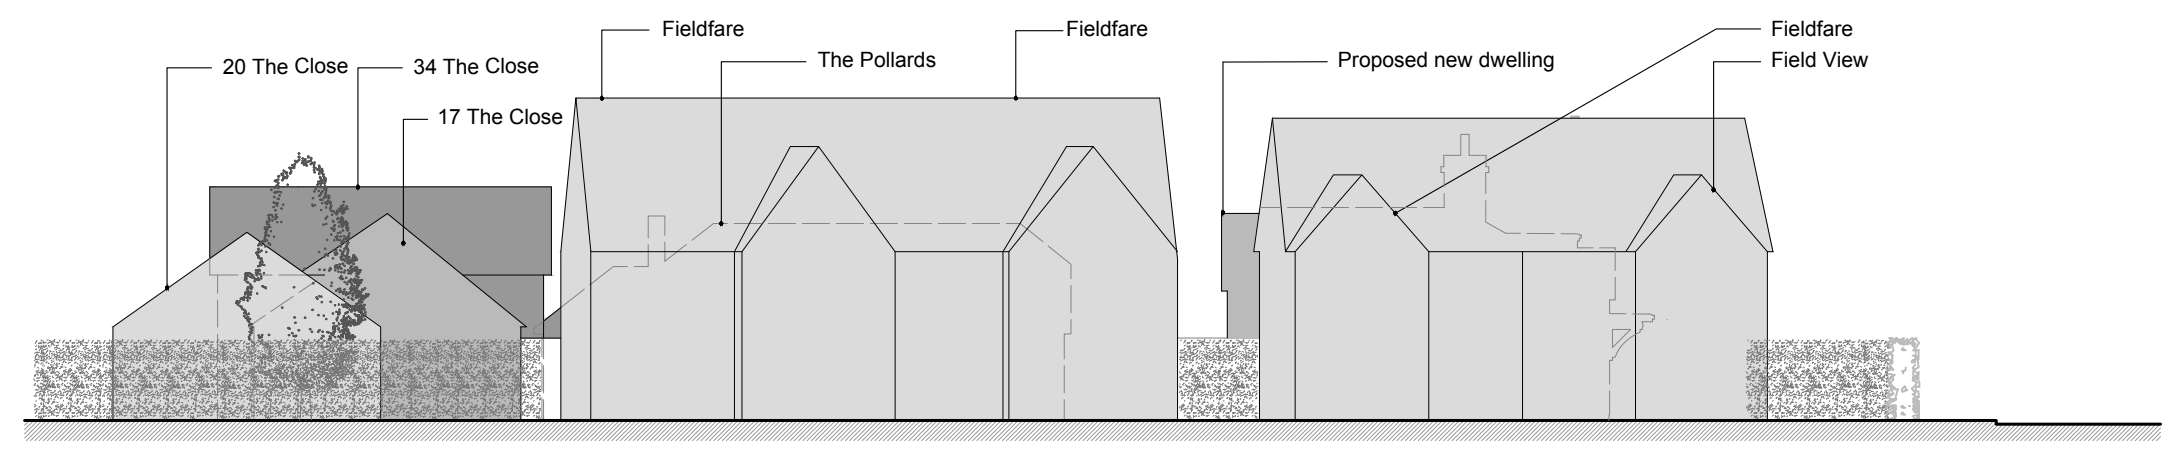 Fieldfare
Fieldfare
Fieldfare
20 The Close
34 The Close
The Pollards
Proposed new dwelling
Field View
17 The Close